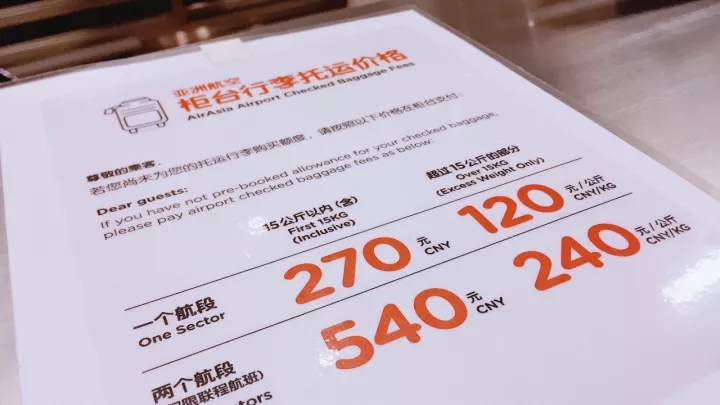 亚洲航空
柜台行李托运价格
AirAsia Airport Checked Baggage Fees
尊敬的乘客:
若您尚未为您的托运行李购买额度,请按照以下价格在柜台支付:
Dear guests:
If you have not pre-booked allowance for your checked baggage,
please pay airport checked baggage fees as below:
15公斤以内 (含)
First 15KG
(Inclusive)
超过15公斤的部分
Over 15KG
(Excess Weight Only)
一个航段
One Sector
270 元 CNY
120 元/公斤 CNY/KG
两个航段
限联程航班)
540 元 CNY
240 元/公斤 CNY/KG